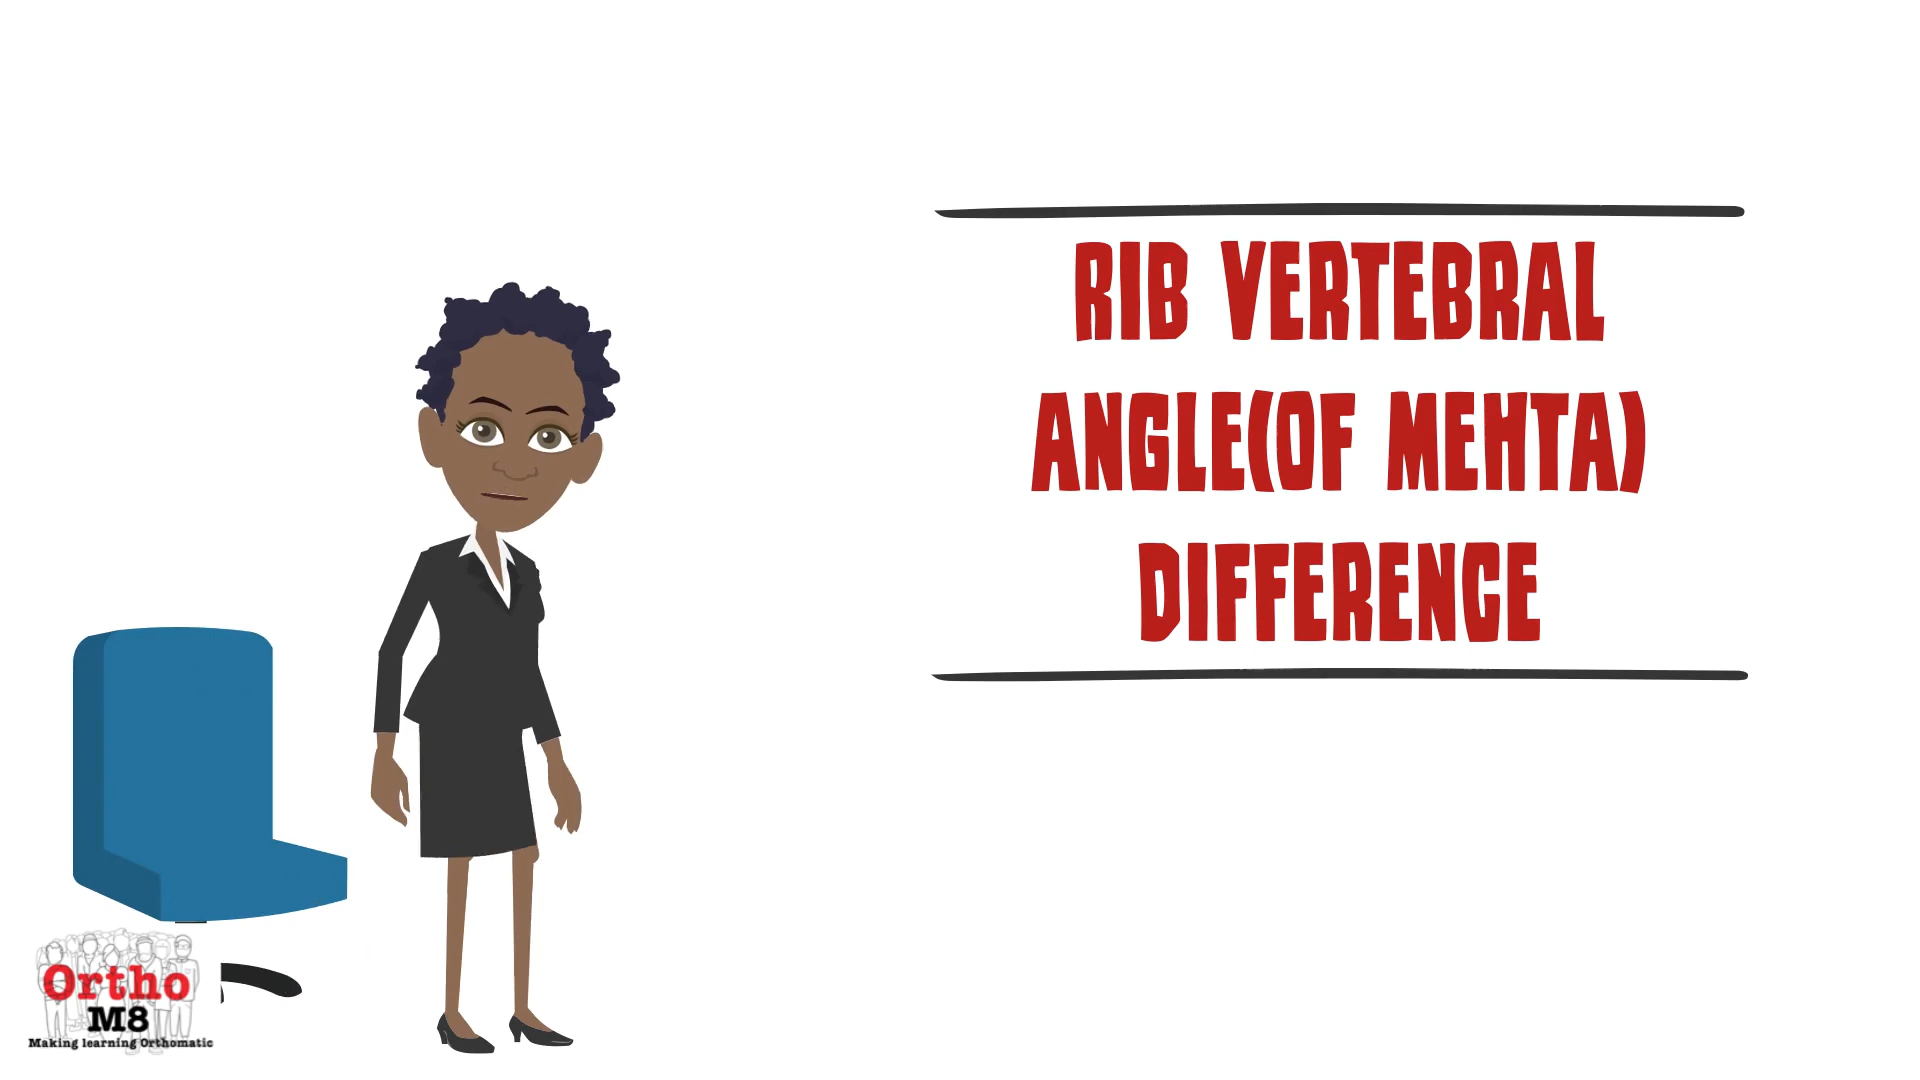 RIB VERTEBRAL
ANGLE(OF MEHTA)
DIFFERENCE
Ortho
M8
Making learning Orthomatic